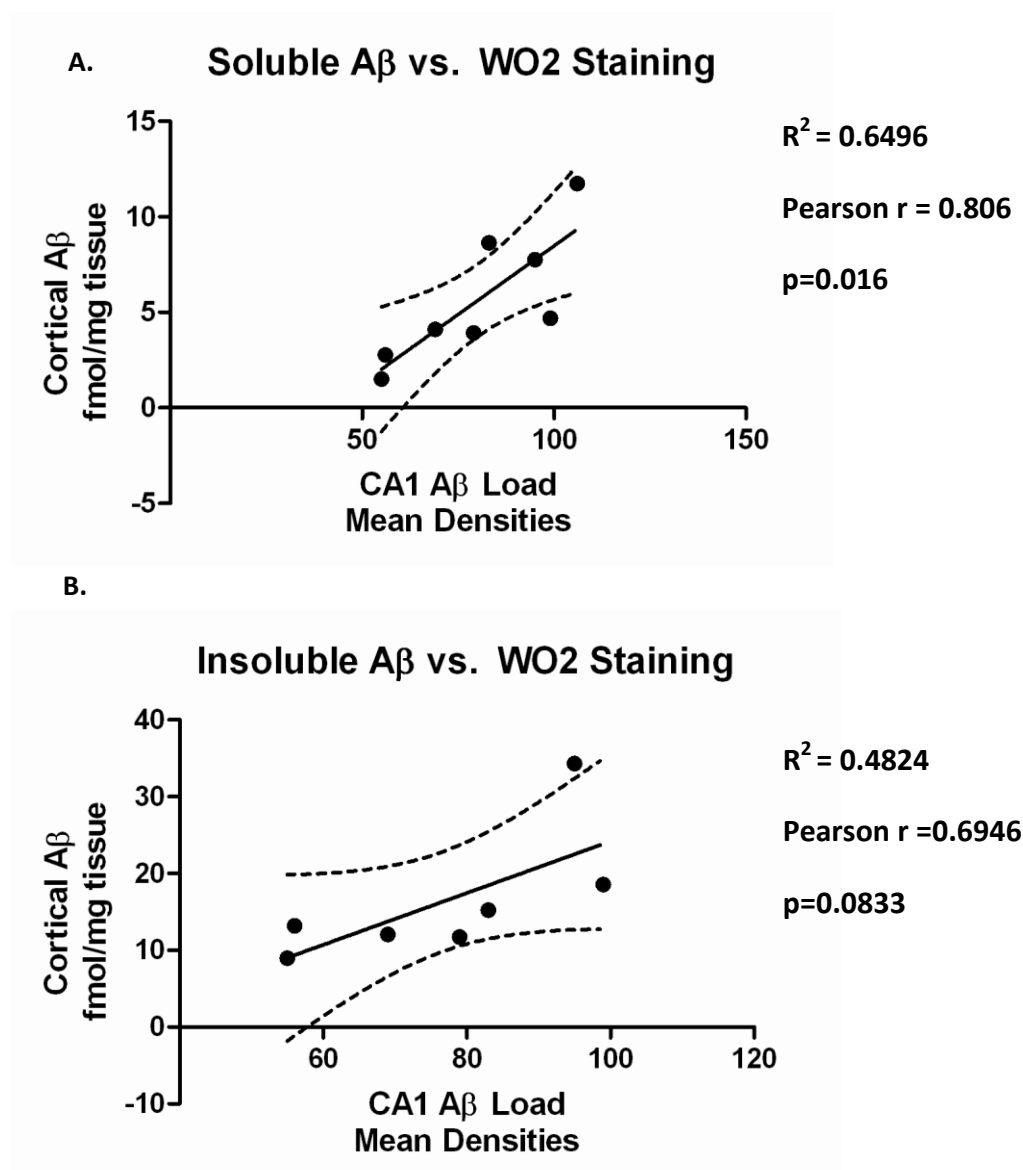 A.
Soluble Aβ vs. WO2 Staining
15
10
5
0
-5
50
100
150
Cortical Aβ
fmol/mg tissue
CA1 Aβ Load
Mean Densities
R² = 0.6496
Pearson r = 0.806
p=0.016
B.
Insoluble Aβ vs. WO2 Staining
40
30
20
10
0
-10
60
80
100
120
Cortical Aβ
fmol/mg tissue
CA1 Aβ Load
Mean Densities
R² = 0.4824
Pearson r =0.6946
p=0.0833